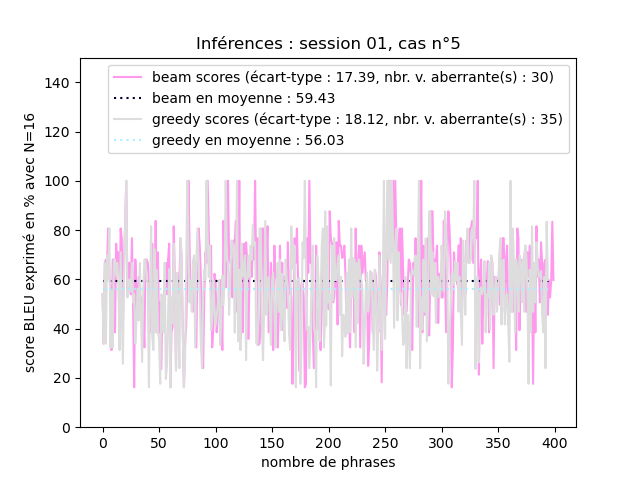 Inférences : session 01, cas n°5
beam scores (écart-type : 17.39, nbr. v. aberrante(s) : 30)
beam en moyenne : 59.43
greedy scores (écart-type : 18.12, nbr. v. aberrante(s) : 35)
greedy en moyenne : 56.03
score BLEU exprimé en % avec N=16
140
120
100
80
60
40
20
0
0 50 100 150 200 250 300 350 400
nombre de phrases